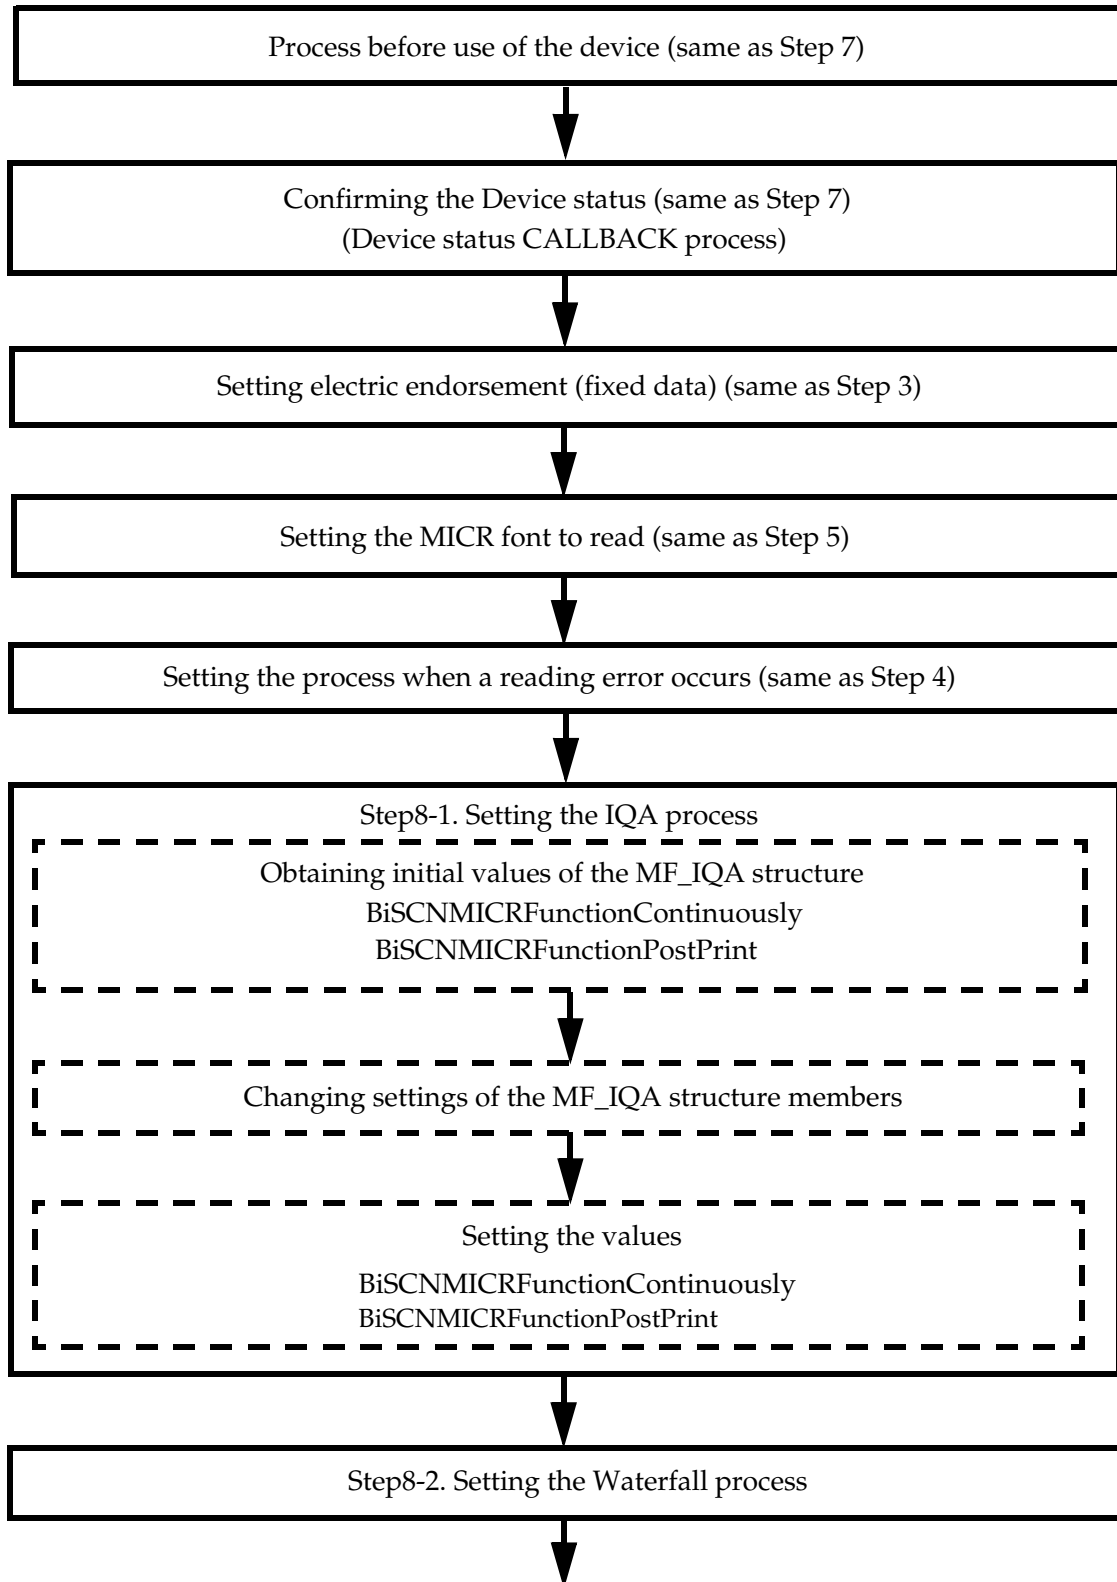 Process before use of the device (same as Step 7)
Confirming the Device status (same as Step 7)
(Device status CALLBACK process)
Setting electric endorsement (fixed data) (same as Step 3)
Setting the MICR font to read (same as Step 5)
Setting the process when a reading error occurs (same as Step 4)
Step8-1. Setting the IQA process
Obtaining initial values of the MF_IQA structure
BiSCNMICRFunctionContinuously
BiSCNMICRFunctionPostPrint
Changing settings of the MF_IQA structure members
Setting the values
BiSCNMICRFunctionContinuously
BiSCNMICRFunctionPostPrint
Step8-2. Setting the Waterfall process